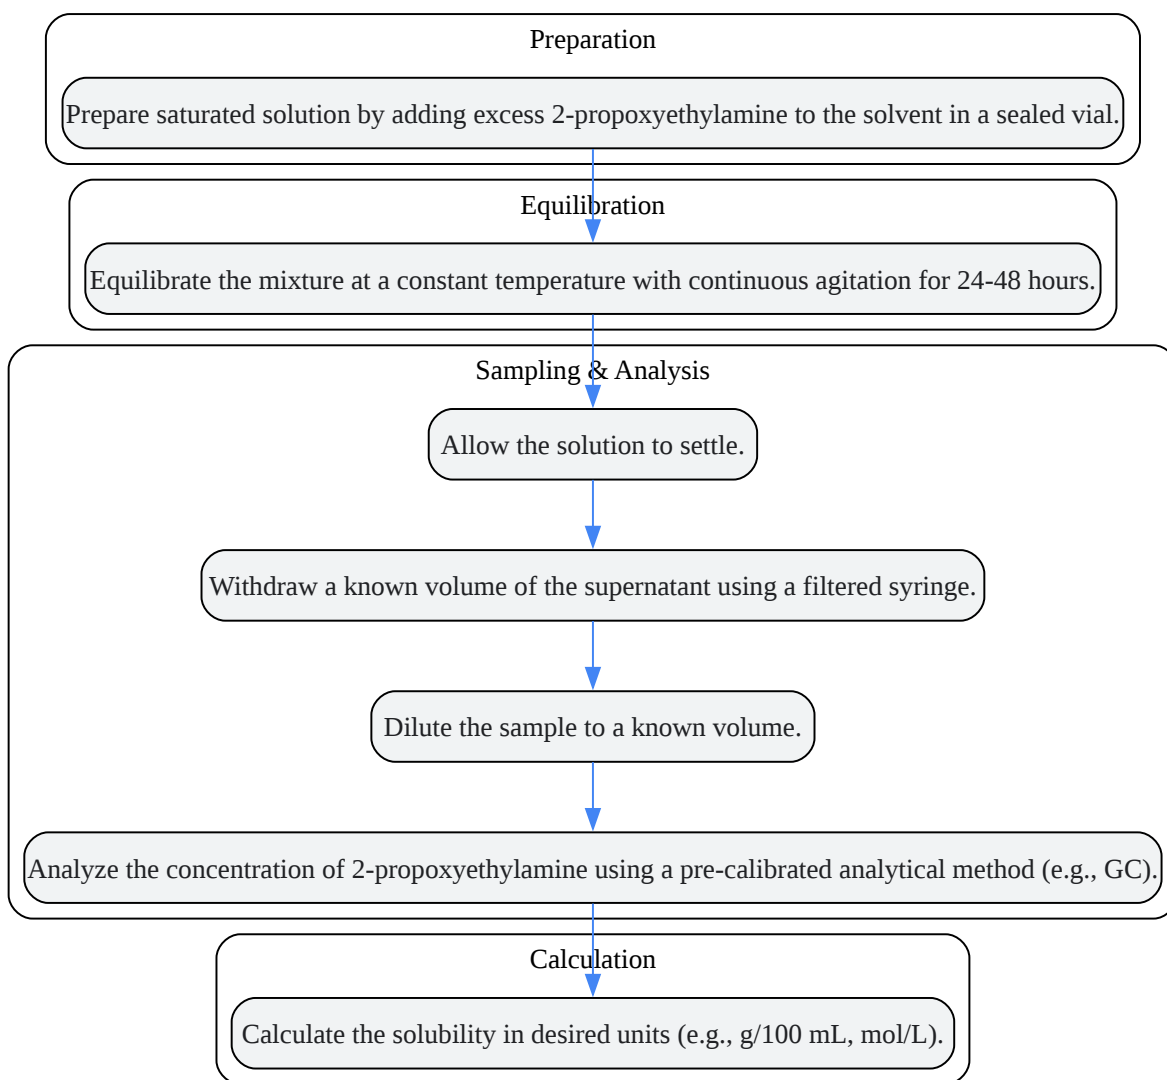 Preparation
Prepare saturated solution by adding excess 2-propoxyethylamine to the solvent in a sealed vial.
Equilibration
Equilibrate the mixture at a constant temperature with continuous agitation for 24-48 hours.
Sampling & Analysis
Allow the solution to settle.
Withdraw a known volume of the supernatant using a filtered syringe.
Dilute the sample to a known volume.
Analyze the concentration of 2-propoxyethylamine using a pre-calibrated analytical method (e.g., GC).
Calculation
Calculate the solubility in desired units (e.g., g/100 mL, mol/L).